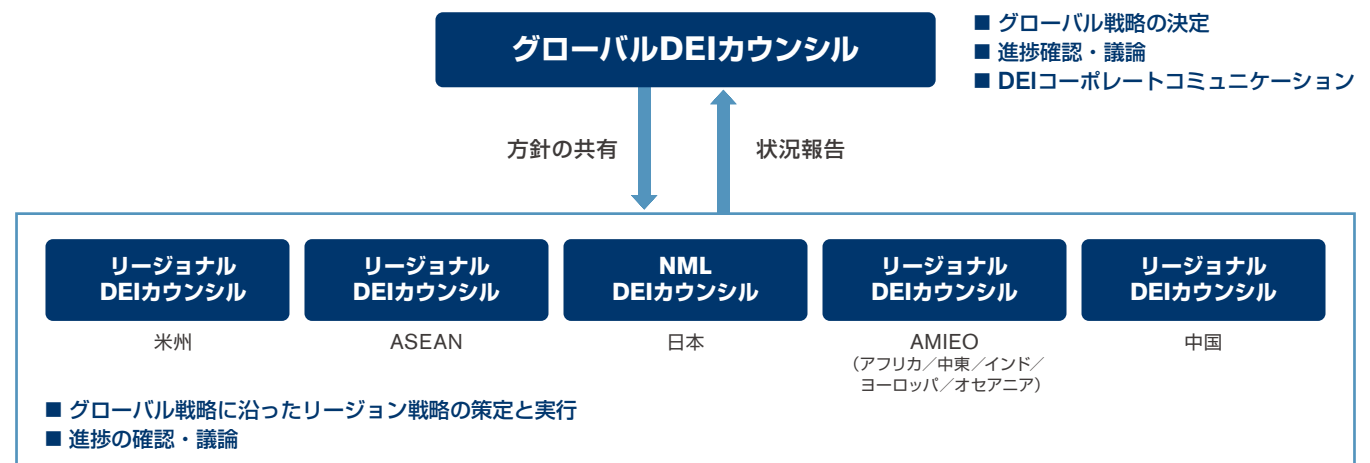 グローバルDEIカウンシル
■ グローバル戦略の決定
■ 進捗確認・議論
■ DEIコーポレートコミュニケーション
方針の共有
状況報告
リージョナル
DEIカウンシル
米州
リージョナル
DEIカウンシル
ASEAN
NML
DEIカウンシル
日本
リージョナル
DEIカウンシル
AMIEO
（アフリカ／中東／インド／
ヨーロッパ／オセアニア）
リージョナル
DEIカウンシル
中国
■ グローバル戦略に沿ったリージョン戦略の策定と実行
■ 進捗の確認・議論